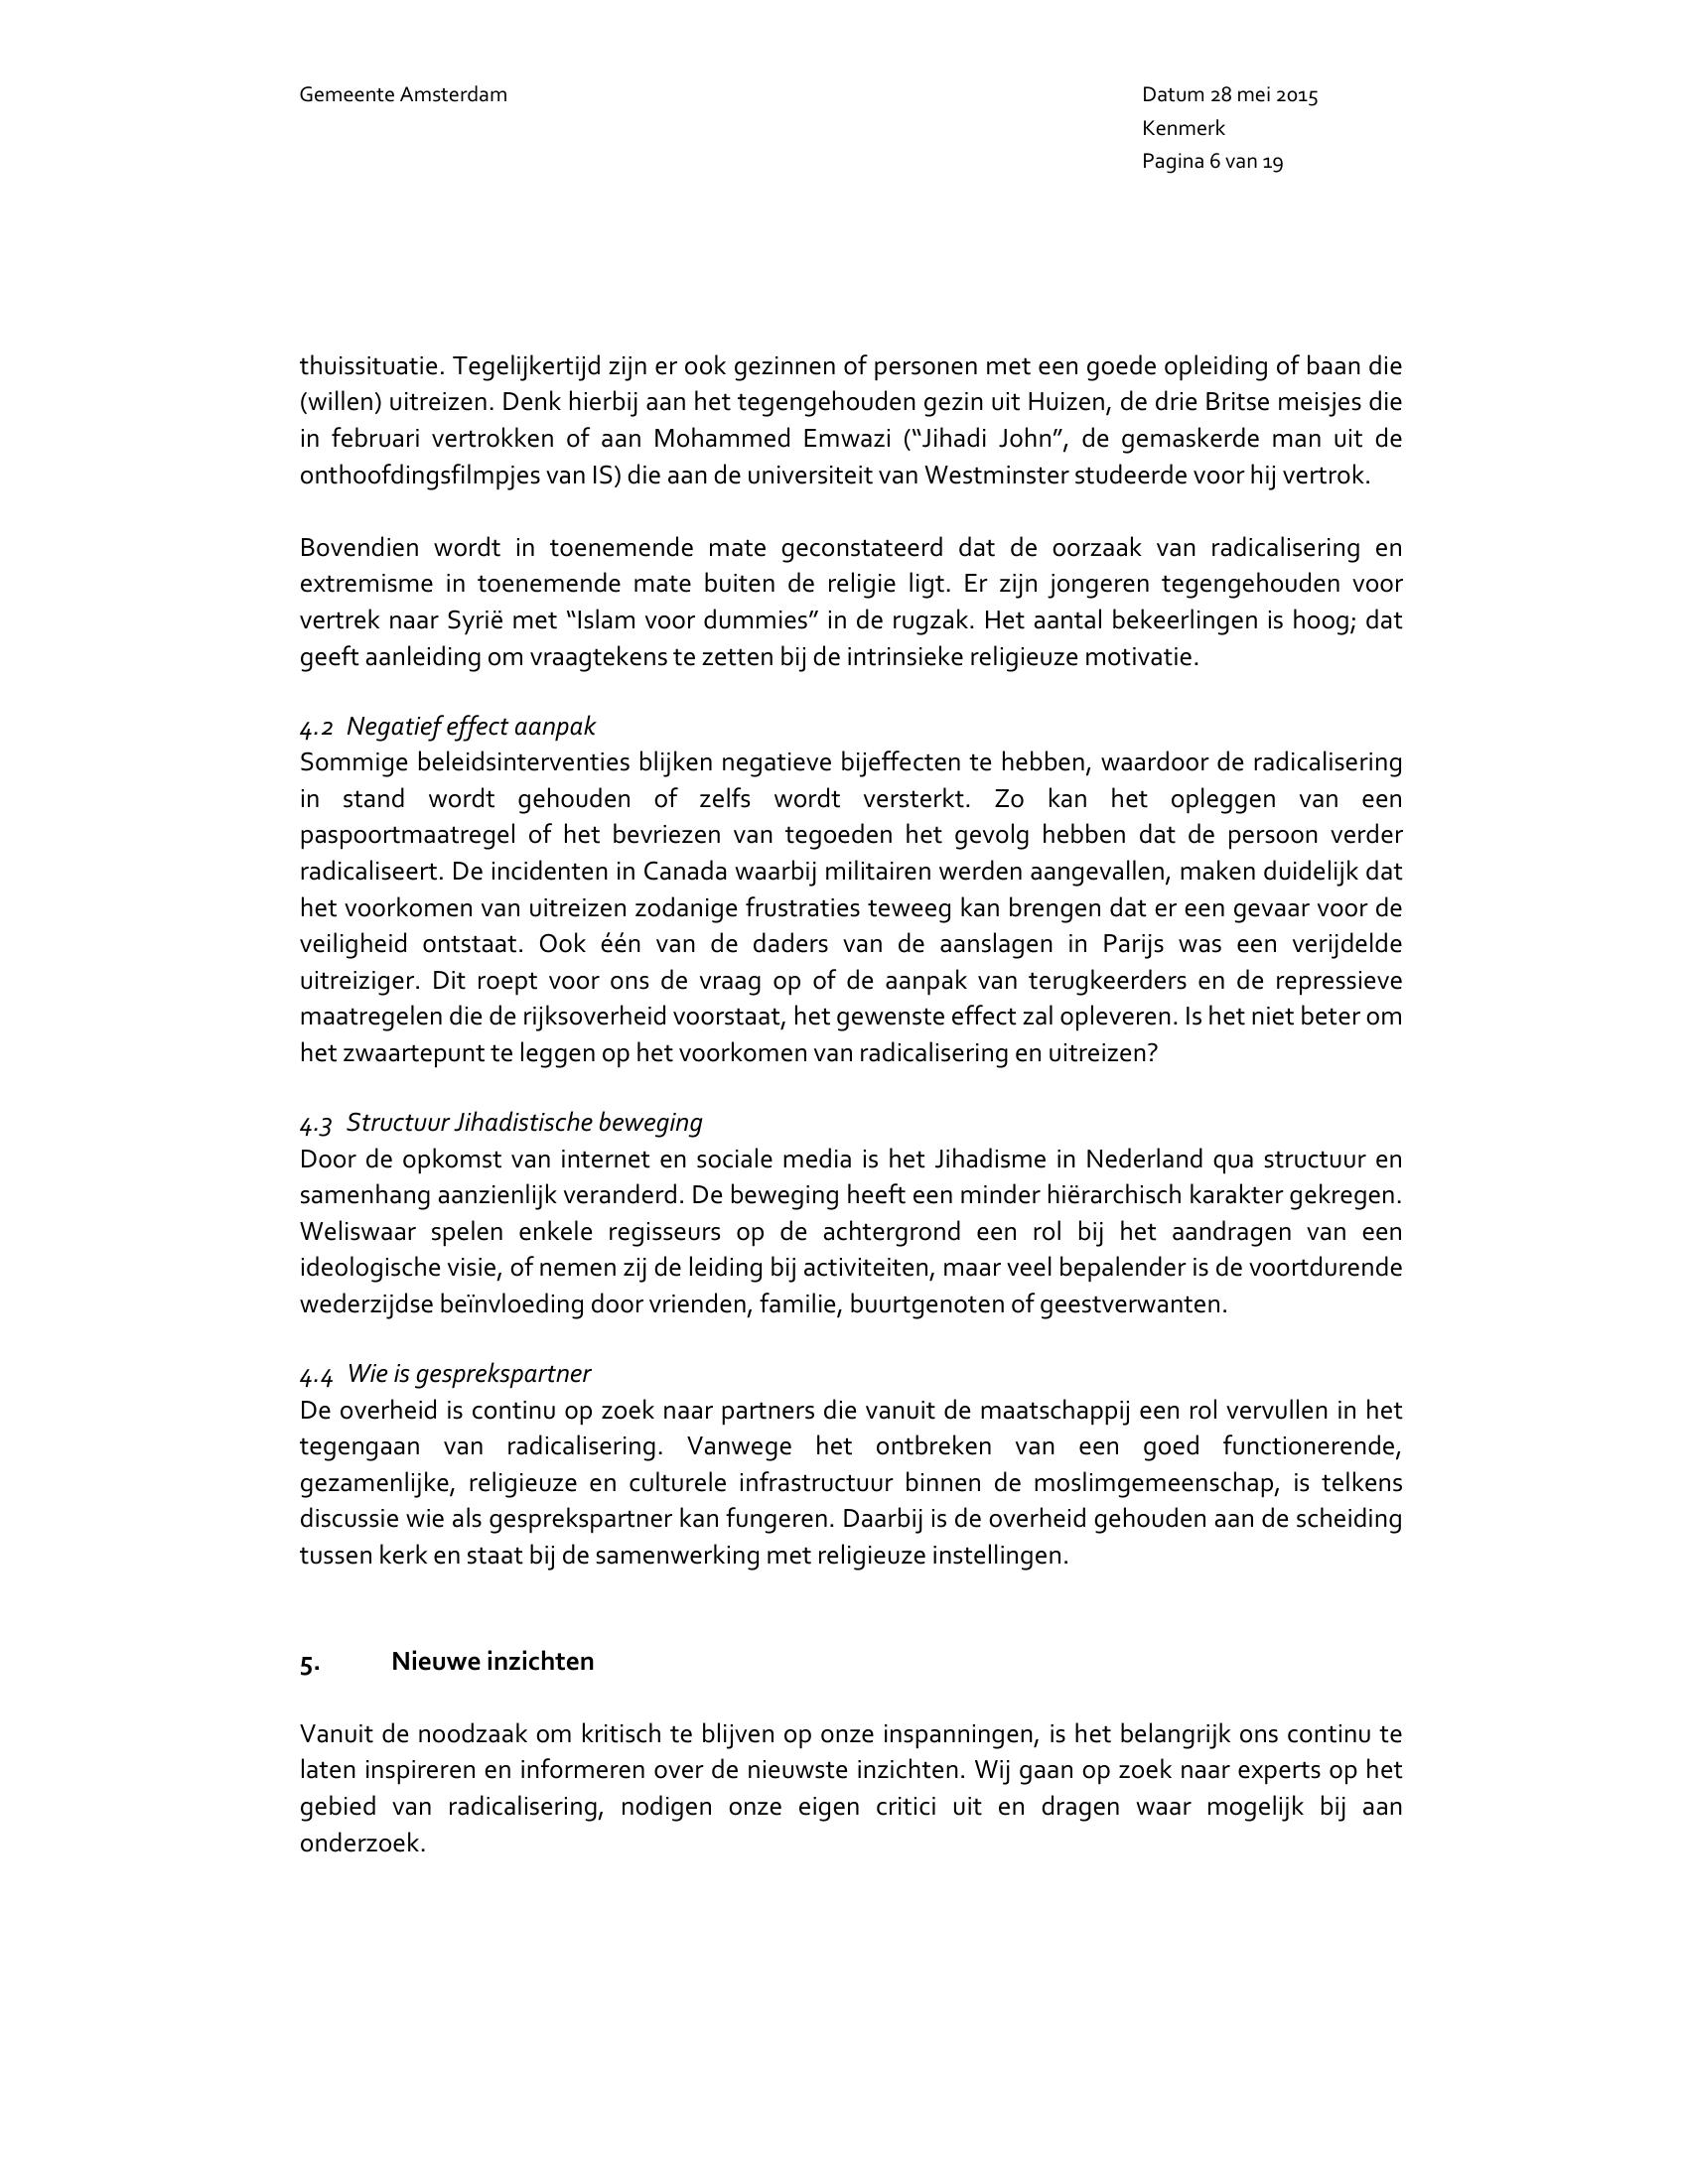 Gemeente Amsterdam
Datum 28 mei 2015
Kenmerk
Pagina 6 van 19
thuissituatie. Tegelijkertijd zijn er ook gezinnen of personen met een goede opleiding of baan die
(willen) uitreizen. Denk hierbij aan het tegengehouden gezin uit Huizen, de drie Britse meisjes die
in februari vertrokken of aan Mohammed Emwazi (“Jihadi John”, de gemaskerde man uit de
onthoofdingsfilmpjes van IS) die aan de universiteit van Westminster studeerde voor hij vertrok.
Bovendien wordt in toenemende mate geconstateerd dat de oorzaak van radicalisering en
extremisme in toenemende mate buiten de religie ligt. Er zijn jongeren tegengehouden voor
vertrek naar Syrië met “Islam voor dummies” in de rugzak. Het aantal bekeerlingen is hoog; dat
geeft aanleiding om vraagtekens te zetten bij de intrinsieke religieuze motivatie.
4.2 Negatief effect aanpak
Sommige beleidsinterventies blijken negatieve bijeffecten te hebben, waardoor de radicalisering
in stand wordt gehouden of zelfs wordt versterkt. Zo kan het opleggen van een
paspoortmaatregel of het bevriezen van tegoeden het gevolg hebben dat de persoon verder
radicaliseert. De incidenten in Canada waarbij militairen werden aangevallen, maken duidelijk dat
het voorkomen van uitreizen zodanige frustraties teweeg kan brengen dat er een gevaar voor de
veiligheid ontstaat. Ook één van de daders van de aanslagen in Parijs was een verijdelde
uitreiziger. Dit roept voor ons de vraag op of de aanpak van terugkeerders en de repressieve
maatregelen die de rijksoverheid voorstaat, het gewenste effect zal opleveren. Is het niet beter om
het zwaartepunt te leggen op het voorkomen van radicalisering en uitreizen?
4.3 Structuur Jihadistische beweging
Door de opkomst van internet en sociale media is het Jihadisme in Nederland qua structuur en
samenhang aanzienlijk veranderd. De beweging heeft een minder hiërarchisch karakter gekregen.
Weliswaar spelen enkele regisseurs op de achtergrond een rol bij het aandragen van een
ideologische visie, of nemen zij de leiding bij activiteiten, maar veel bepalender is de voortdurende
wederzijdse beïnvloeding door vrienden, familie, buurtgenoten of geestverwanten.
4.4 Wie is gesprekspartner
De overheid is continu op zoek naar partners die vanuit de maatschappij een rol vervullen in het
tegengaan van radicalisering. Vanwege het ontbreken van een goed functionerende,
gezamenlijke, religieuze en culturele infrastructuur binnen de moslimgemeenschap, is telkens
discussie wie als gesprekspartner kan fungeren. Daarbij is de overheid gehouden aan de scheiding
tussen kerk en staat bij de samenwerking met religieuze instellingen.
5. Nieuwe inzichten
Vanuit de noodzaak om kritisch te blijven op onze inspanningen, is het belangrijk ons continu te
laten inspireren en informeren over de nieuwste inzichten. Wij gaan op zoek naar experts op het
gebied van radicalisering, nodigen onze eigen critici uit en dragen waar mogelijk bij aan
onderzoek.